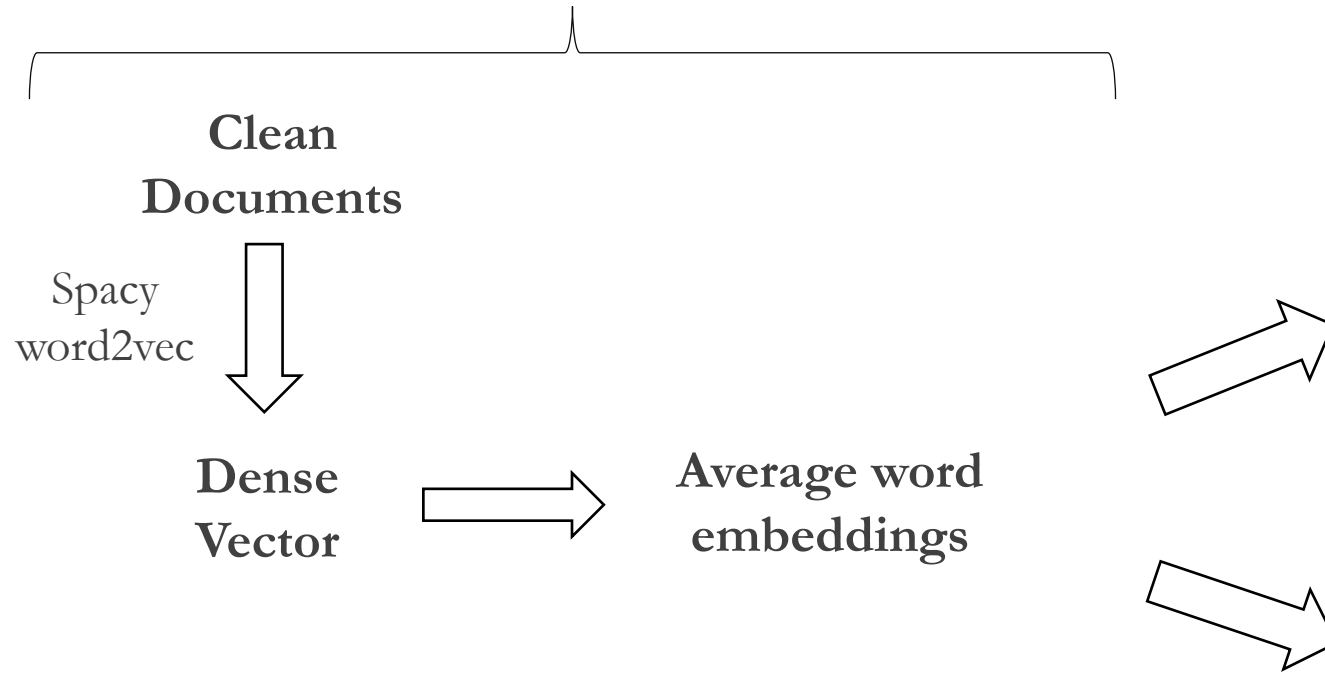 Clean
Documents
Spacy
word2vec
Dense
Vector
Average word
embeddings